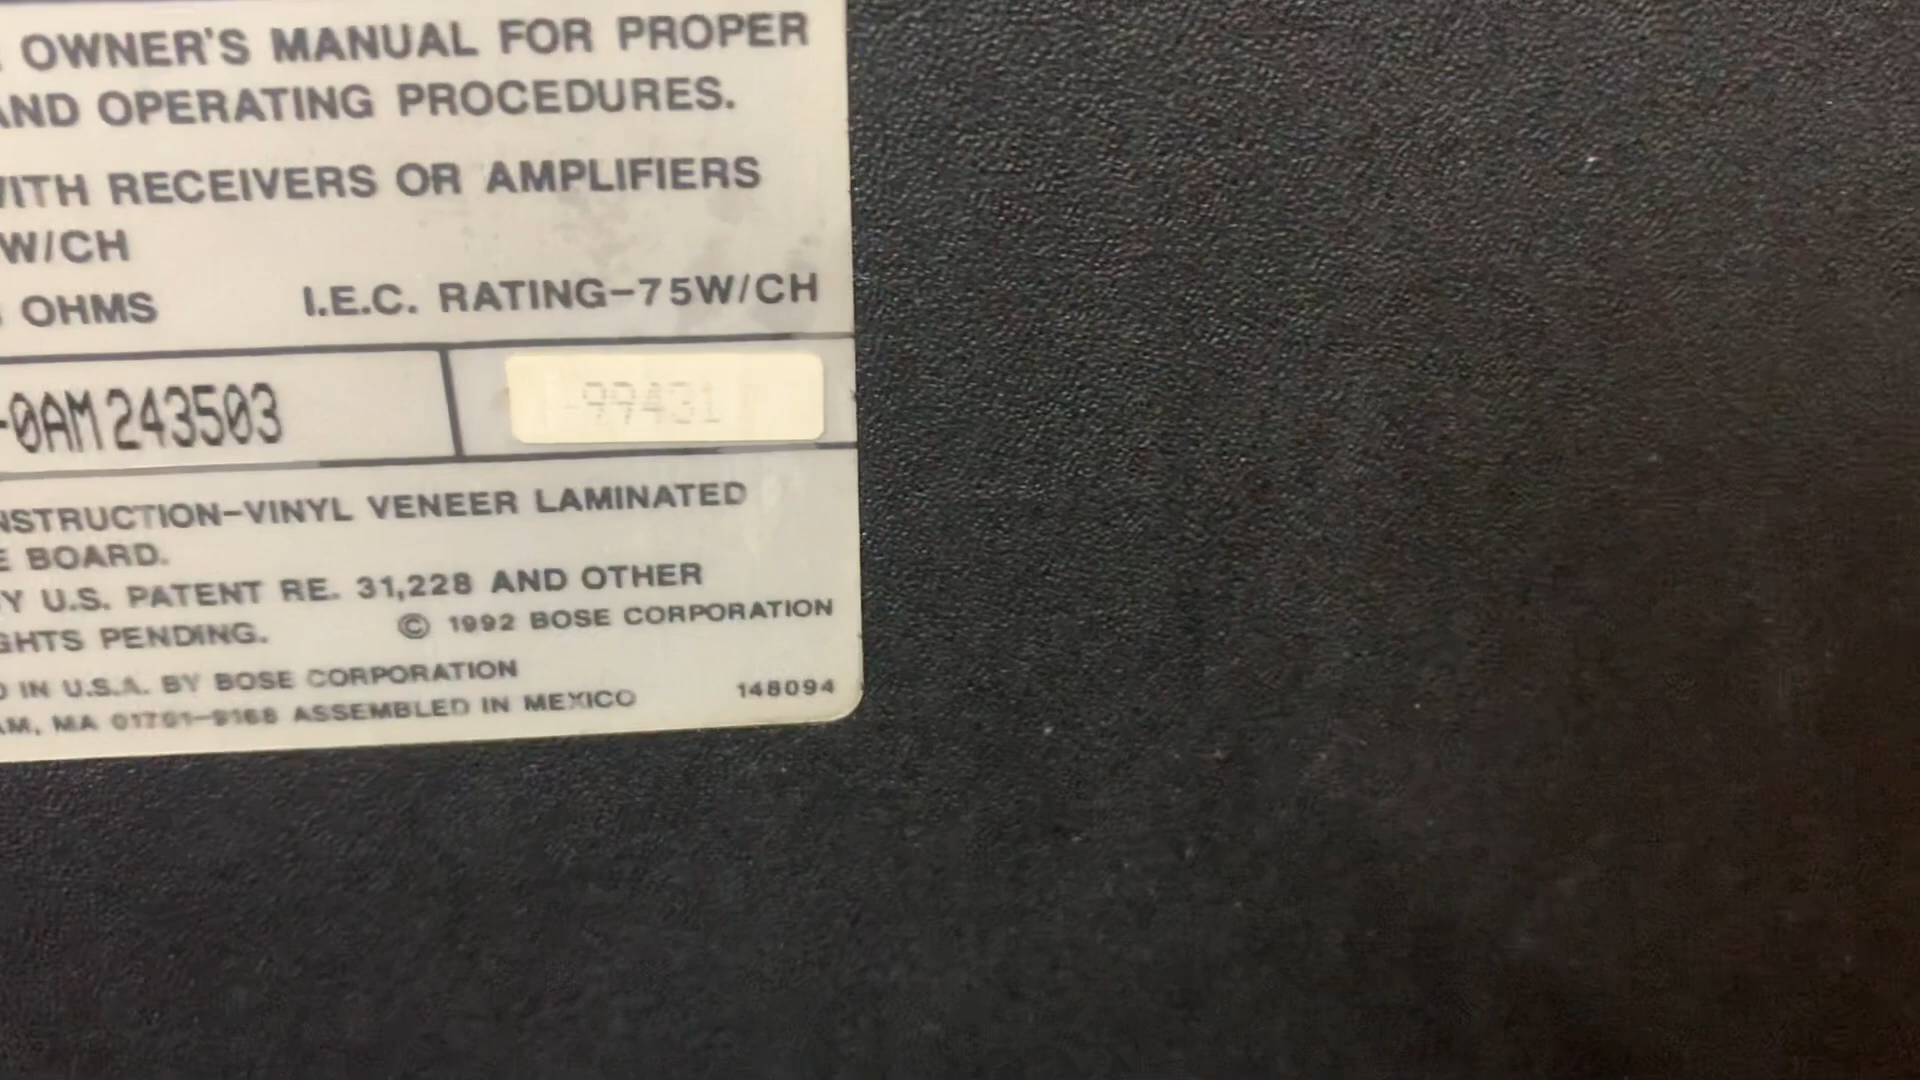 OWNER'S MANUAL FOR PROPER
AND OPERATING PROCEDURES.
WITH RECEIVERS OR AMPLIFIERS
W/CH
OHMS I.E.C. RATING-75W/CH
-0AM243503 -99431
NSTRUCTION-VINYL VENEER LAMINATED
E BOARD.
Y U.S. PATENT RE. 31,228 AND OTHER
GHTS PENDING. © 1992 BOSE CORPORATION
D IN U.S.A. BY BOSE CORPORATION
AM, MA 01701-9168 ASSEMBLED IN MEXICO 148094